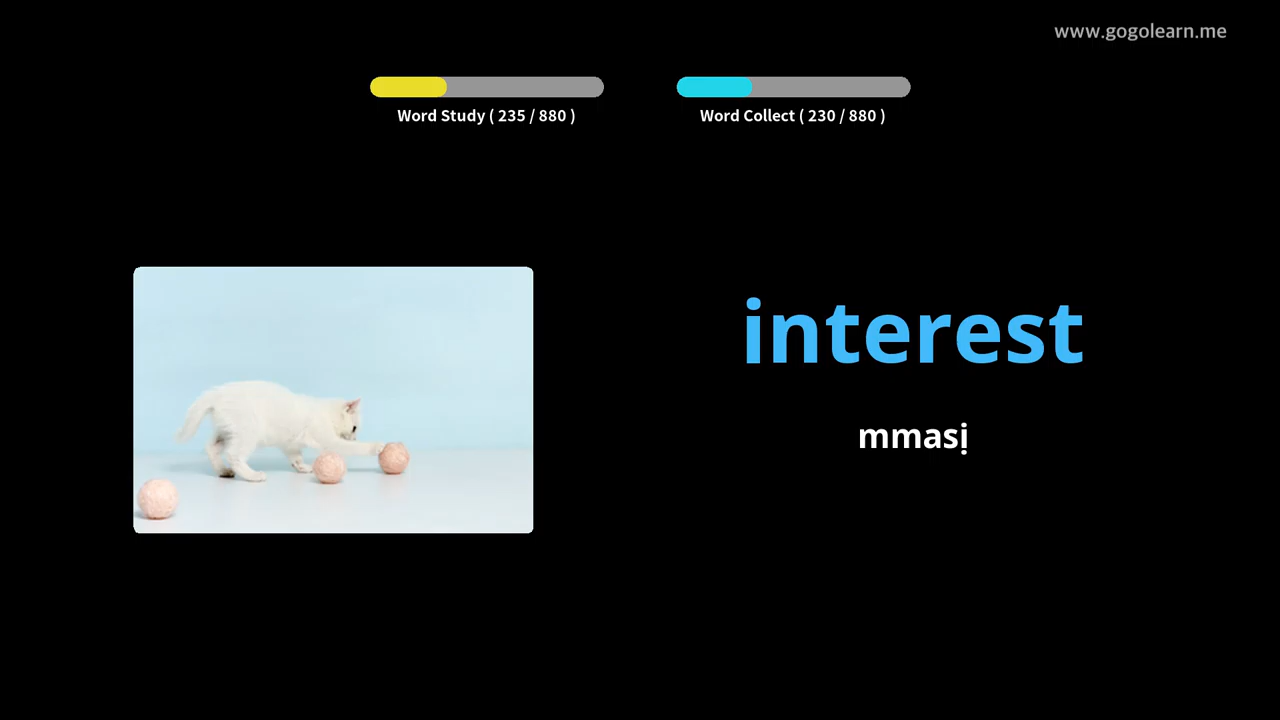 www.gogolearn.me
Word Study ( 235 / 880 )
Word Collect ( 230 / 880 )
interest
mmasị